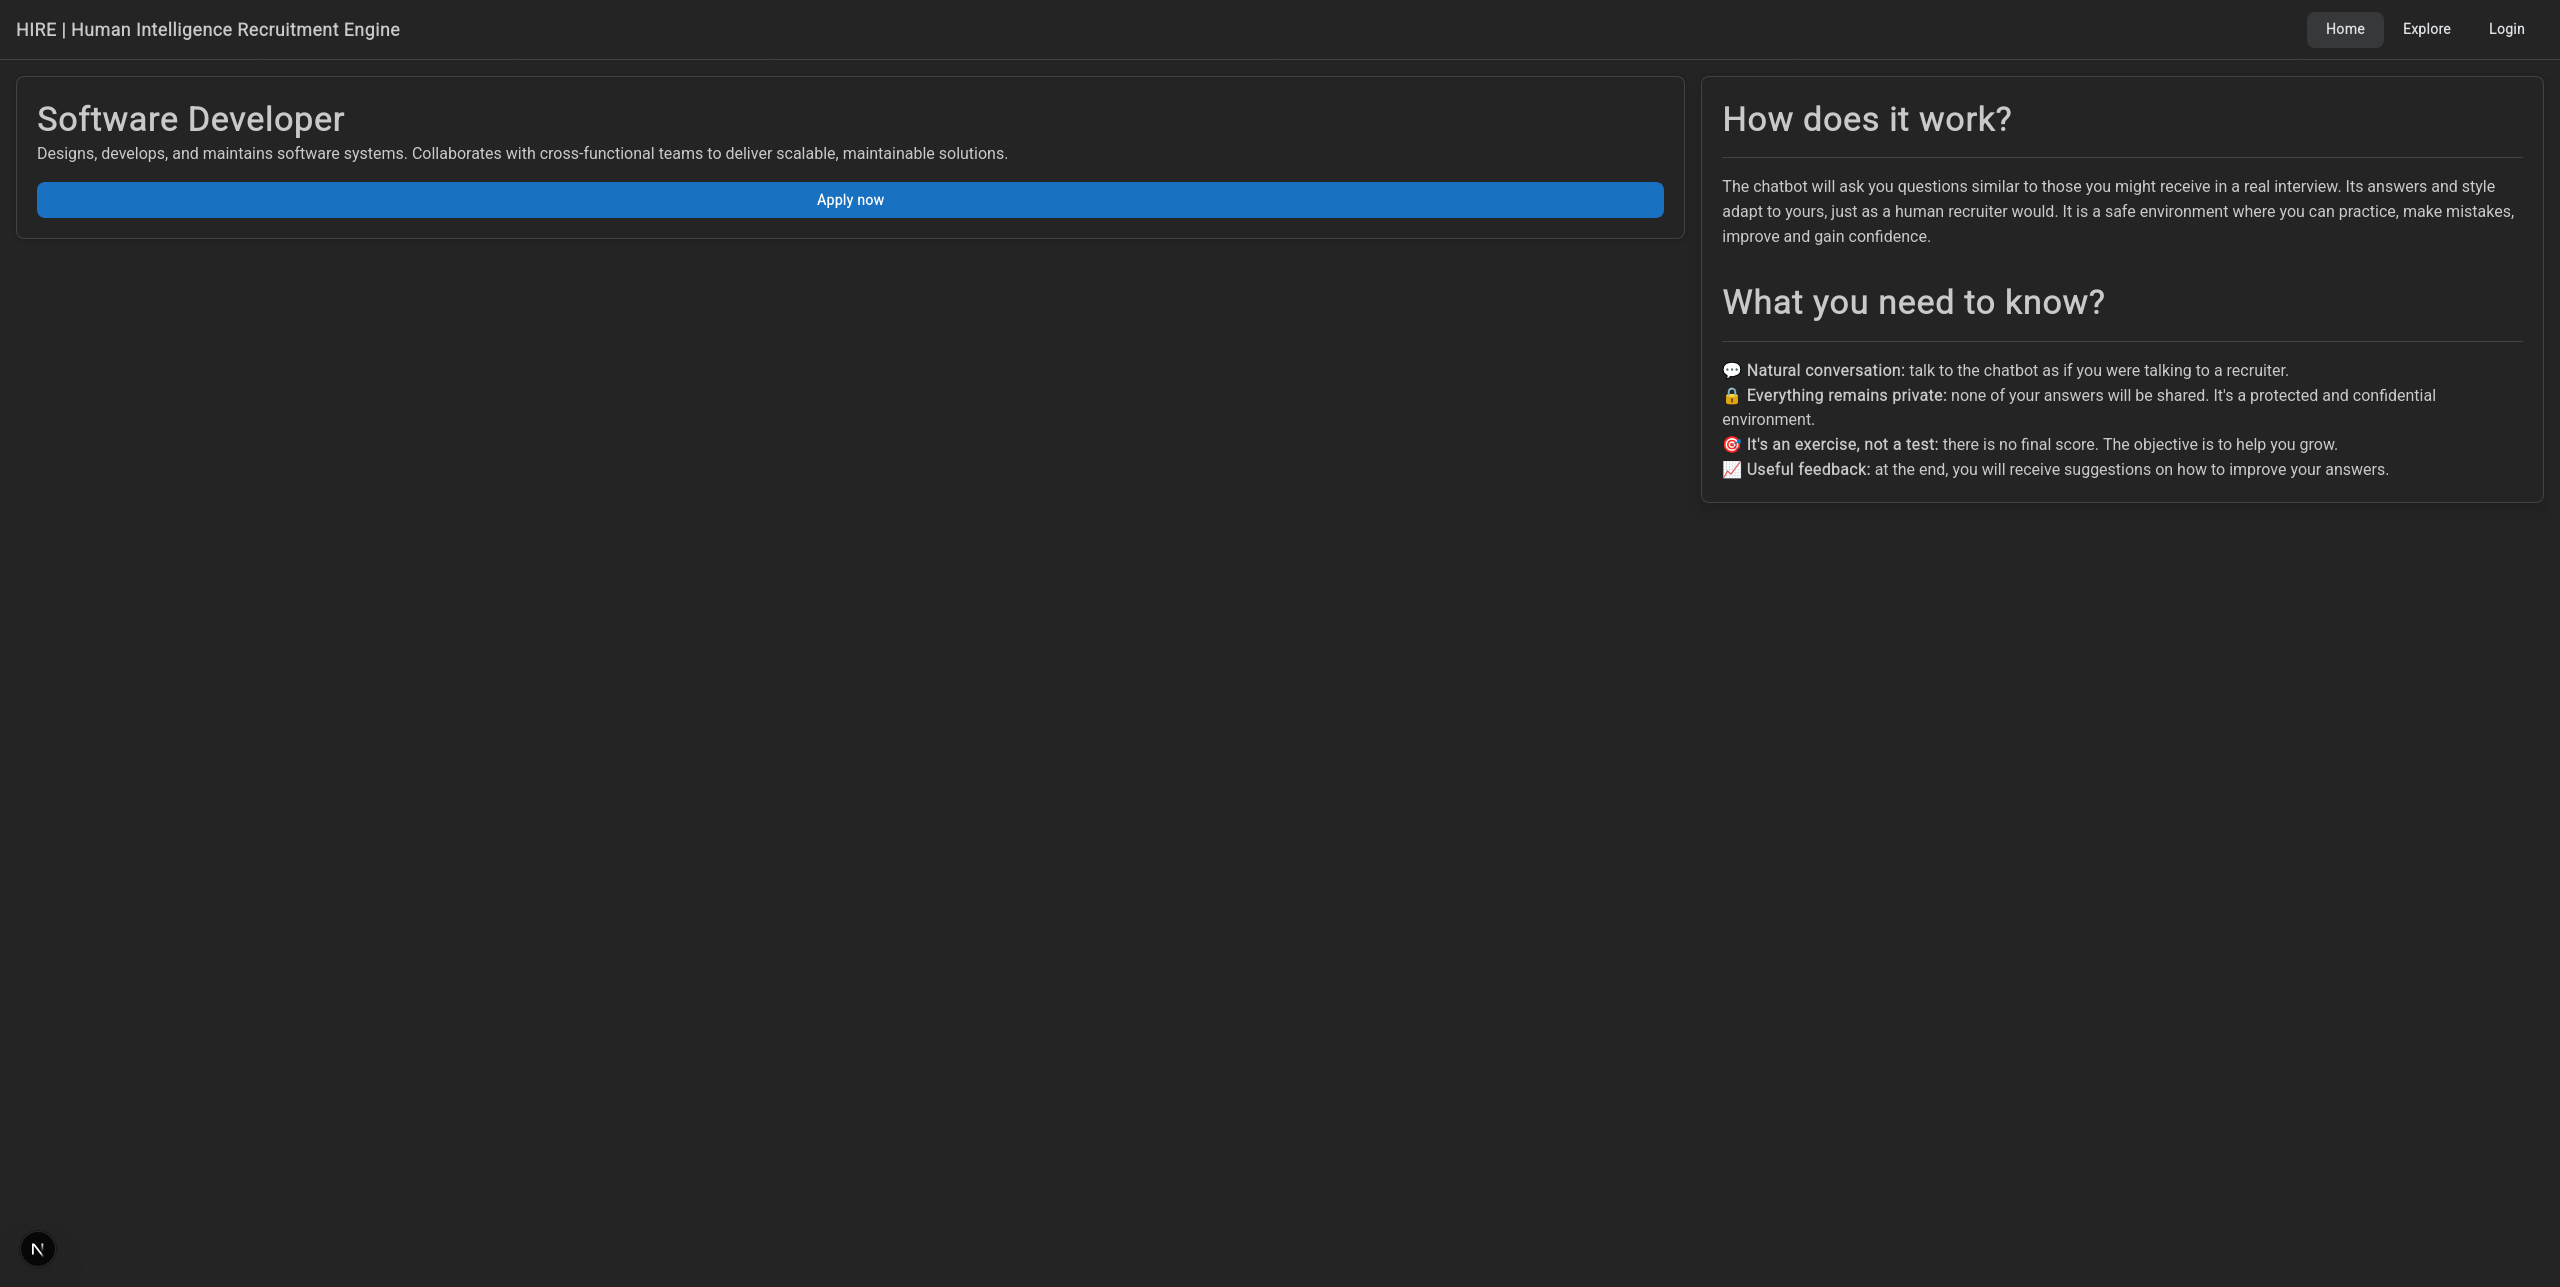 HIRE | Human Intelligence Recruitment Engine
Home
Explore
Login
Software Developer
Designs, develops, and maintains software systems. Collaborates with cross-functional teams to deliver scalable, maintainable solutions.
Apply now
How does it work?
The chatbot will ask you questions similar to those you might receive in a real interview. Its answers and style
adapt to yours, just as a human recruiter would. It is a safe environment where you can practice, make mistakes,
improve and gain confidence.
What you need to know?
💬 Natural conversation: talk to the chatbot as if you were talking to a recruiter.
🔒 Everything remains private: none of your answers will be shared. It's a protected and confidential
environment.
🎯 It's an exercise, not a test: there is no final score. The objective is to help you grow.
📈 Useful feedback: at the end, you will receive suggestions on how to improve your answers.
N